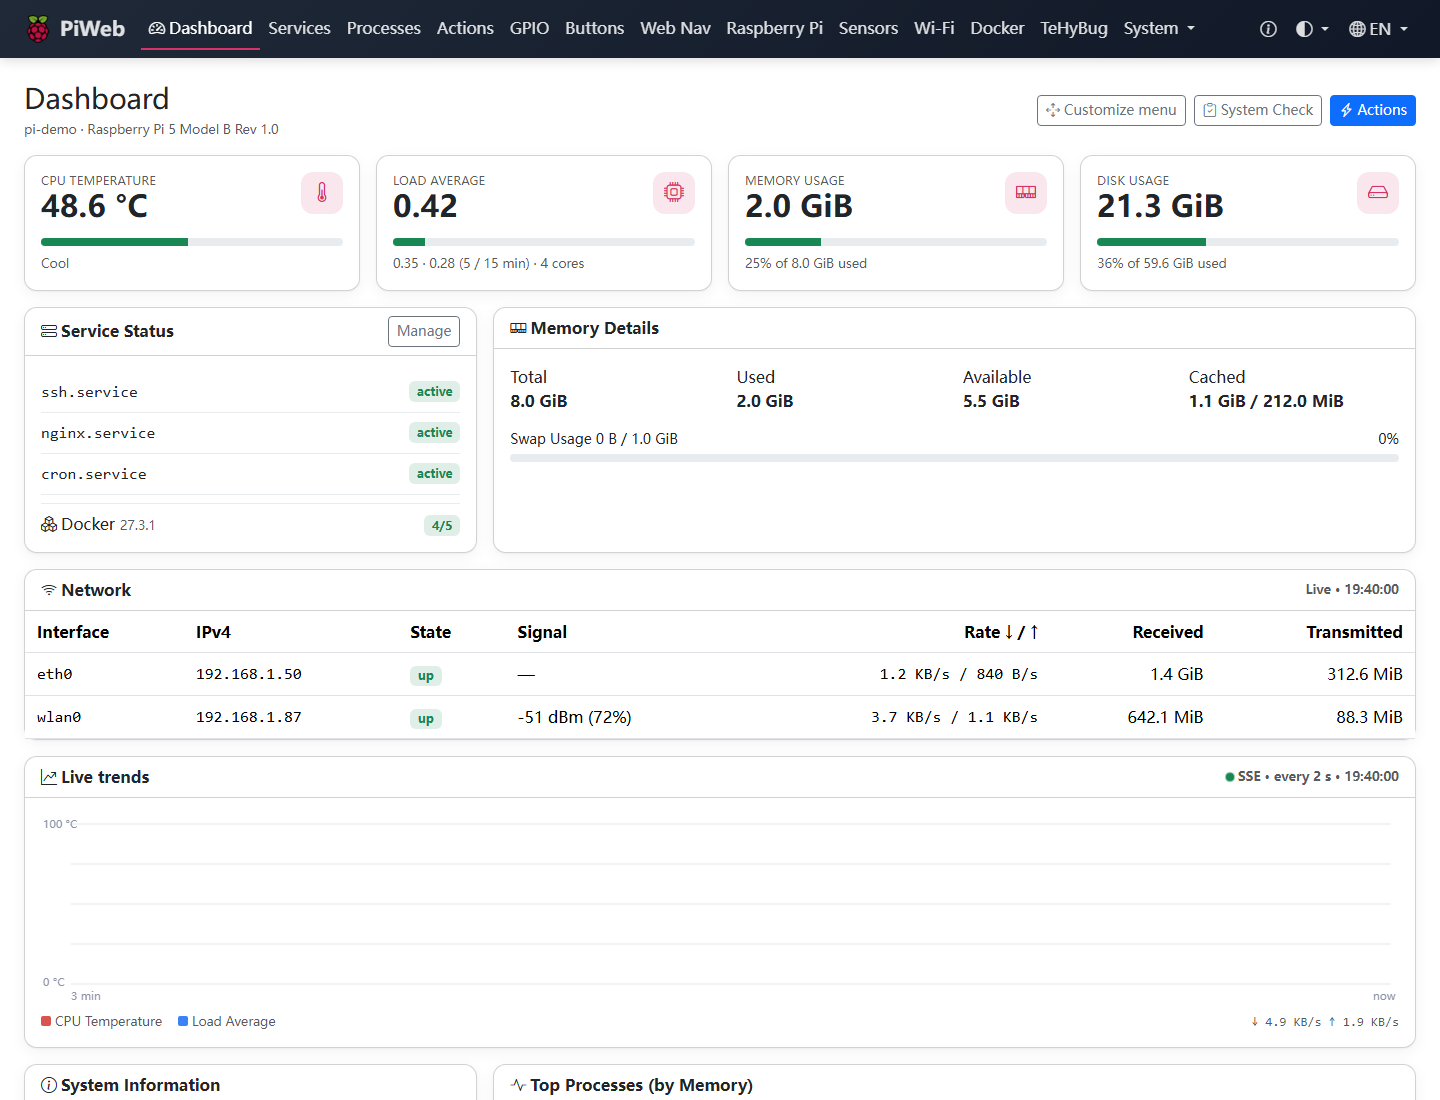 PiWeb Dashboard Services Processes Actions GPIO Buttons Web Nav Raspberry Pi Sensors Wi-Fi Docker TeHyBug System EN
Dashboard
pi-demo · Raspberry Pi 5 Model B Rev 1.0
Customize menu System Check Actions
CPU TEMPERATURE
48.6 °C
Cool
LOAD AVERAGE
0.42
0.35 · 0.28 (5 / 15 min) · 4 cores
MEMORY USAGE
2.0 GiB
25% of 8.0 GiB used
DISK USAGE
21.3 GiB
36% of 59.6 GiB used
Service Status Manage
ssh.service active
nginx.service active
cron.service active
Docker 27.3.1 4/5
Memory Details
Total Used Available Cached
8.0 GiB 2.0 GiB 5.5 GiB 1.1 GiB / 212.0 MiB
Swap Usage 0 B / 1.0 GiB 0%
Network Live • 19:40:00
Interface IPv4 State Signal Rate ↓ / ↑ Received Transmitted
eth0 192.168.1.50 up — 1.2 KB/s / 840 B/s 1.4 GiB 312.6 MiB
wlan0 192.168.1.87 up -51 dBm (72%) 3.7 KB/s / 1.1 KB/s 642.1 MiB 88.3 MiB
Live trends SSE • every 2 s • 19:40:00
100 °C
0 °C
3 min now
CPU Temperature Load Average ↓ 4.9 KB/s ↑ 1.9 KB/s
System Information
Top Processes (by Memory)